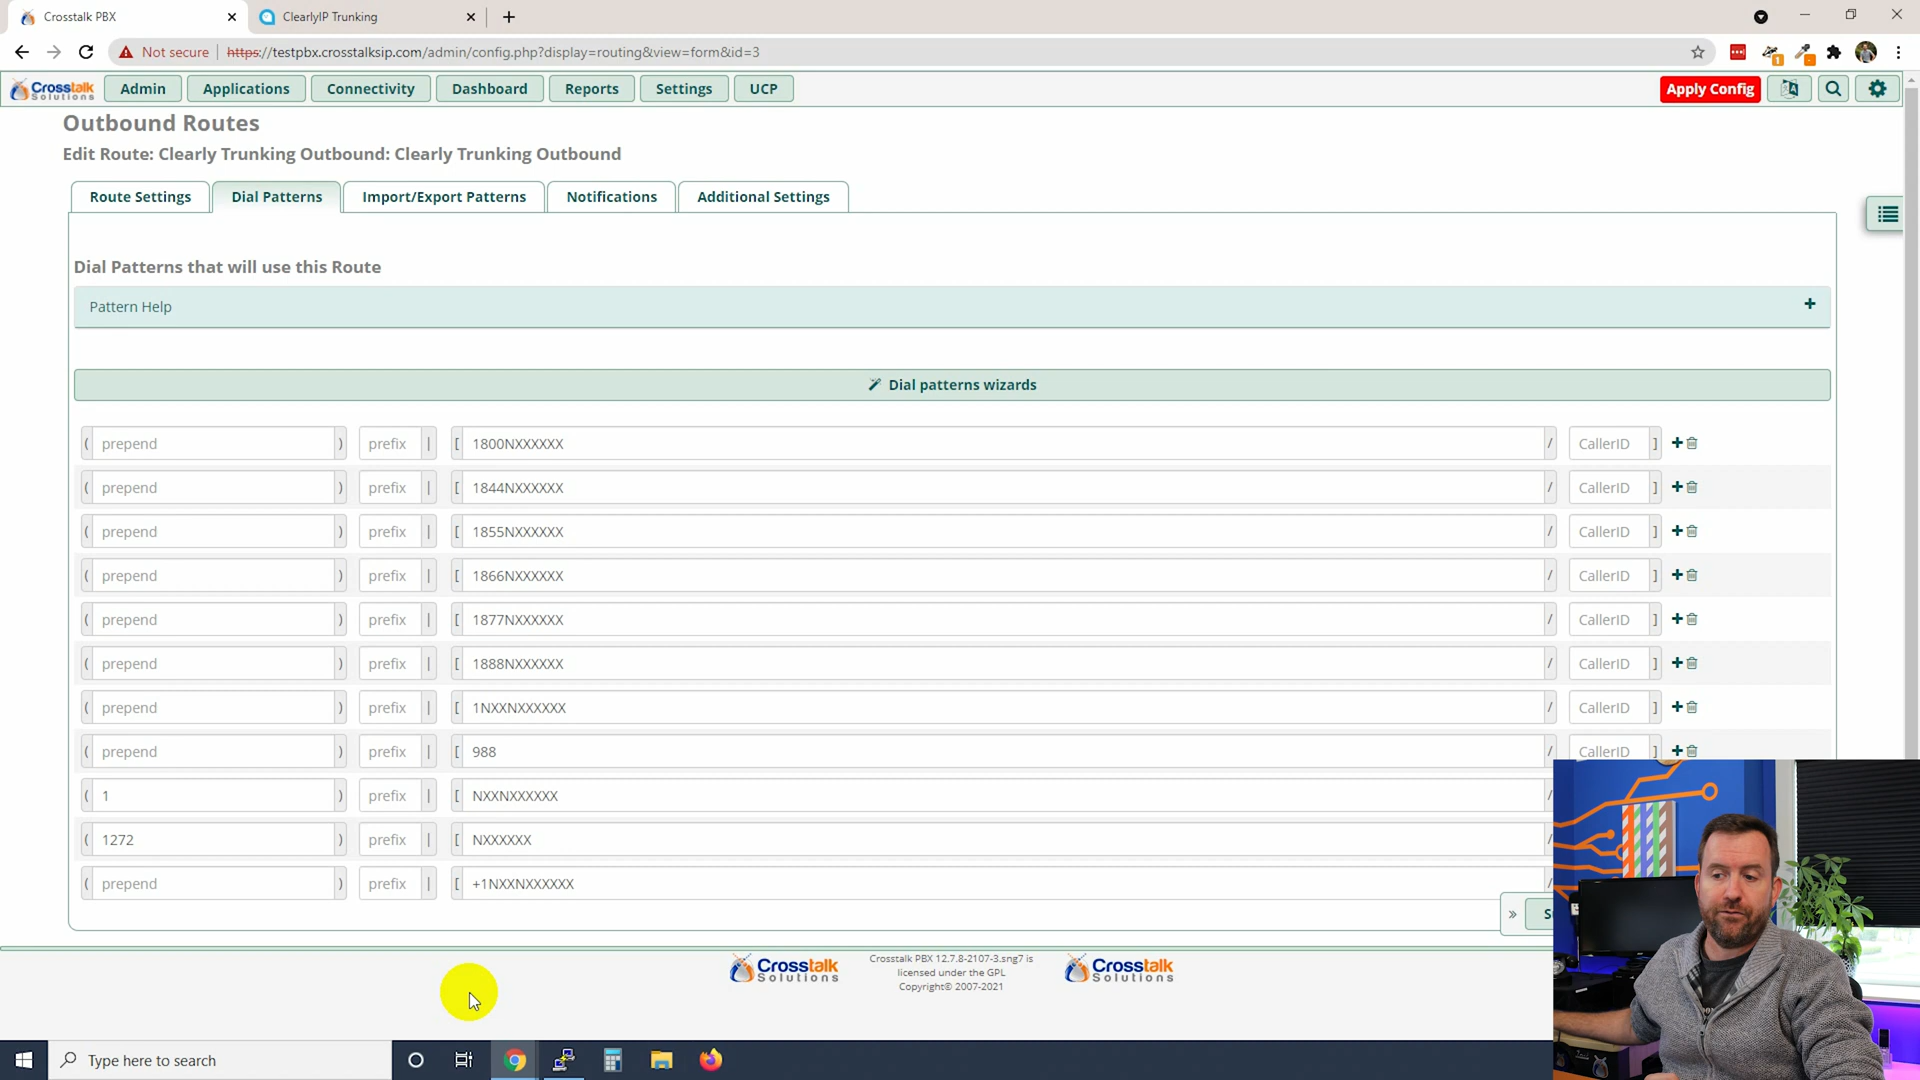 Crosstalk PBX
ClearlyIP Trunking
Not secure
https://testpbx.crosstalksip.com/admin/config.php?display=routing&view=form&id=3
Crosstalk Solutions
Admin
Applications
Connectivity
Dashboard
Reports
Settings
UCP
Apply Config
Outbound Routes
Edit Route: Clearly Trunking Outbound: Clearly Trunking Outbound
Route Settings
Dial Patterns
Import/Export Patterns
Notifications
Additional Settings
Dial Patterns that will use this Route
Pattern Help
Dial patterns wizards
( prepend ) prefix | [ 1800NXXXXXX / CallerID ]
( prepend ) prefix | [ 1844NXXXXXX / CallerID ]
( prepend ) prefix | [ 1855NXXXXXX / CallerID ]
( prepend ) prefix | [ 1866NXXXXXX / CallerID ]
( prepend ) prefix | [ 1877NXXXXXX / CallerID ]
( prepend ) prefix | [ 1888NXXXXXX / CallerID ]
( prepend ) prefix | [ 1NXXNXXXXXX / CallerID ]
( prepend ) prefix | [ 988 / CallerID ]
( 1 ) prefix | [ NXXNXXXXXX /
( 1272 ) prefix | [ NXXXXXX /
( prepend ) prefix | [ +1NXXNXXXXXX /
» S
Crosstalk Solutions
Crosstalk PBX 12.7.8-2107-3.sng7 is
licensed under the GPL
Copyright© 2007-2021
Crosstalk Solutions
Type here to search